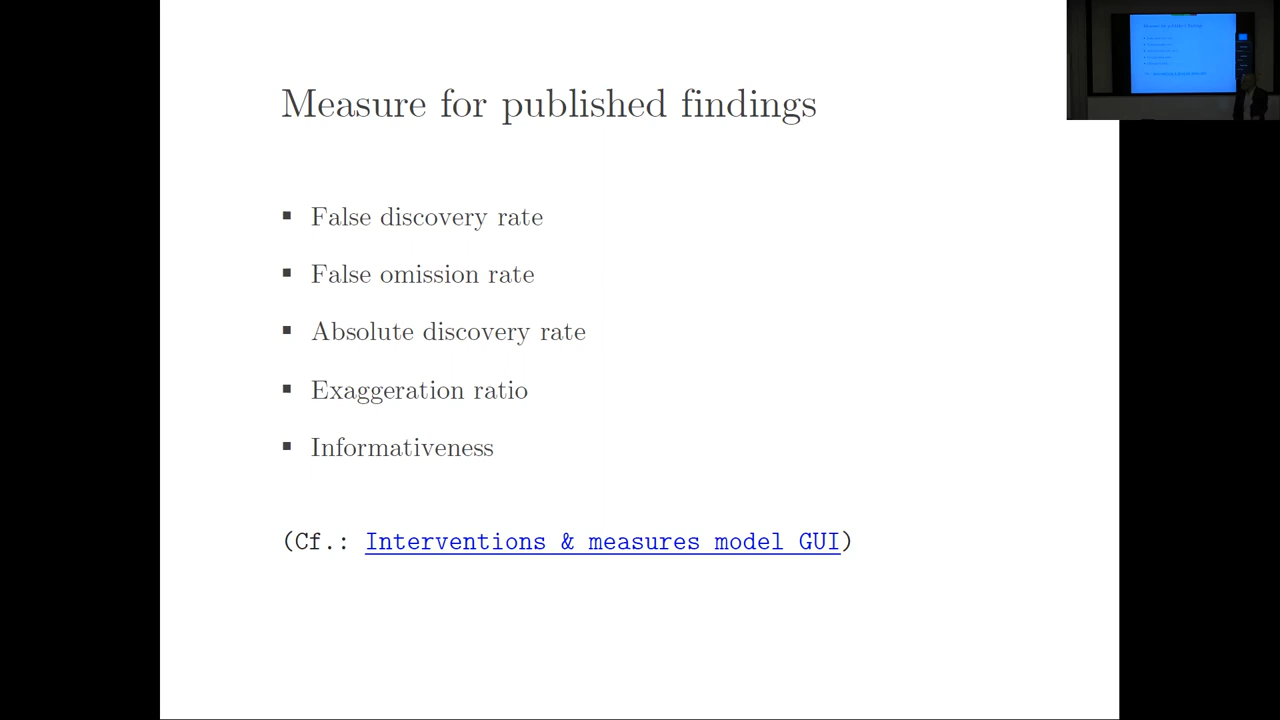 Measure for published findings
▪ False discovery rate
▪ False omission rate
▪ Absolute discovery rate
▪ Exaggeration ratio
▪ Informativeness
(Cf.: Interventions & measures model GUI)